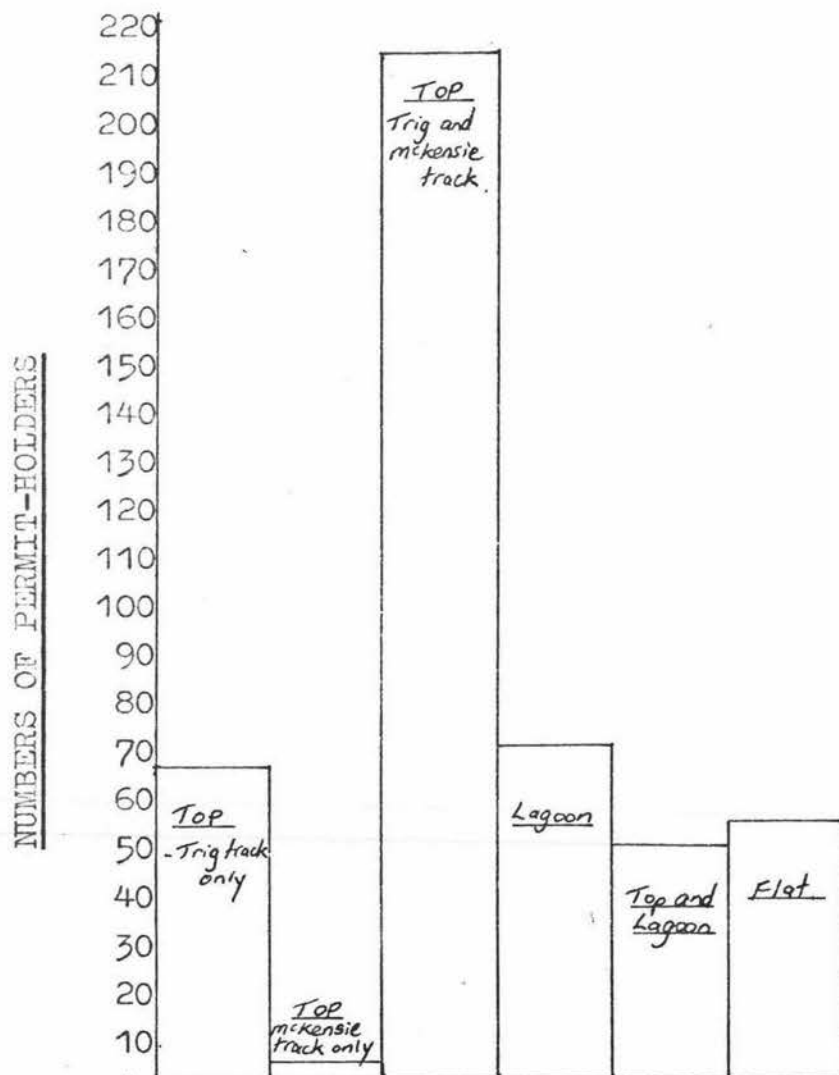 220
210
200
190
180
170
160
150
140
130
120
110
100
90
80
70
60
50
40
30
20
10
NUMBERS OF PERMIT-HOLDERS
TOP
- Trig track
only
TOP
mckensie
track only
TOP
Trig and
mckensie
track
Lagoon
Top and
Lagoon
Flat